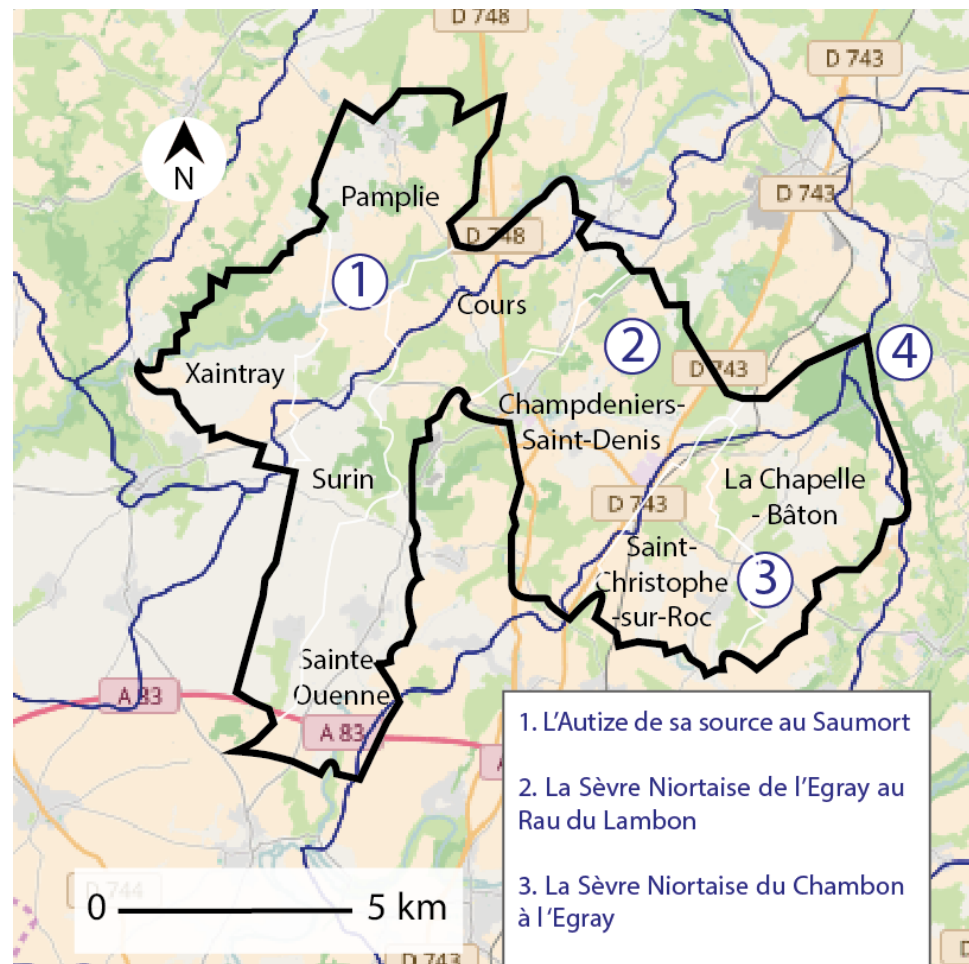 D 748
D 743
N
Pamplie
D 743
D 748
1
Cours
2
4
Xaintray
D 743
Champdeniers-
Saint-Denis
Surin
La Chapelle
- Bâton
D 743
Saint-
Christophe
-sur-Roc
3
Sainte-
Ouenne
A 83
A 83
A
1. L'Autize de sa source au Saumort
2. La Sèvre Niortaise de l'Egray au
Rau du Lambon
3. La Sèvre Niortaise du Chambon
à l'Egray
D 744
0
5 km
D 743
D